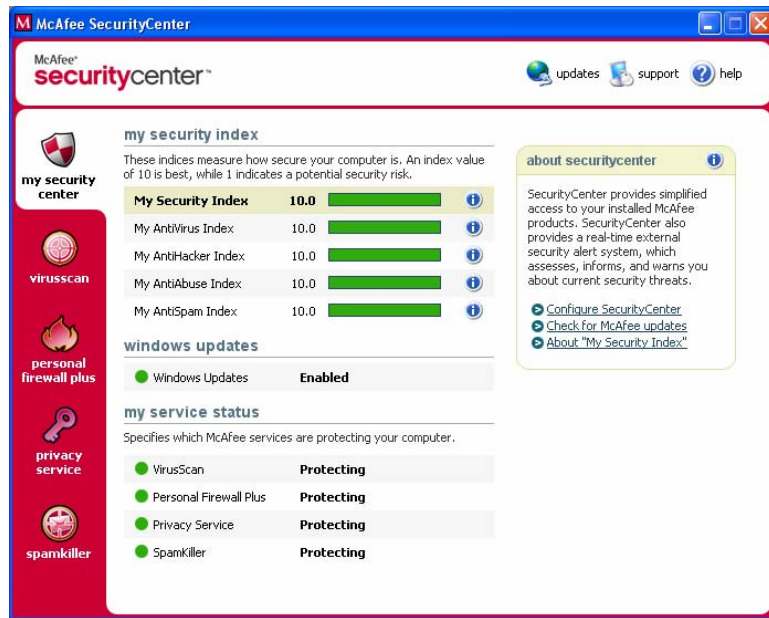 McAfee SecurityCenter
McAfee®
securitycenter™
updates
support
help
my security center
virusscan
personal firewall plus
privacy service
spamkiller
my security index
These indices measure how secure your computer is. An index value
of 10 is best, while 1 indicates a potential security risk.
My Security Index 10.0
My AntiVirus Index 10.0
My AntiHacker Index 10.0
My AntiAbuse Index 10.0
My AntiSpam Index 10.0
windows updates
Windows Updates Enabled
my service status
Specifies which McAfee services are protecting your computer.
VirusScan Protecting
Personal Firewall Plus Protecting
Privacy Service Protecting
SpamKiller Protecting
about securitycenter
SecurityCenter provides simplified
access to your installed McAfee
products. SecurityCenter also
provides a real-time external
security alert system, which
assesses, informs, and warns you
about current security threats.
Configure SecurityCenter
Check for McAfee updates
About "My Security Index"